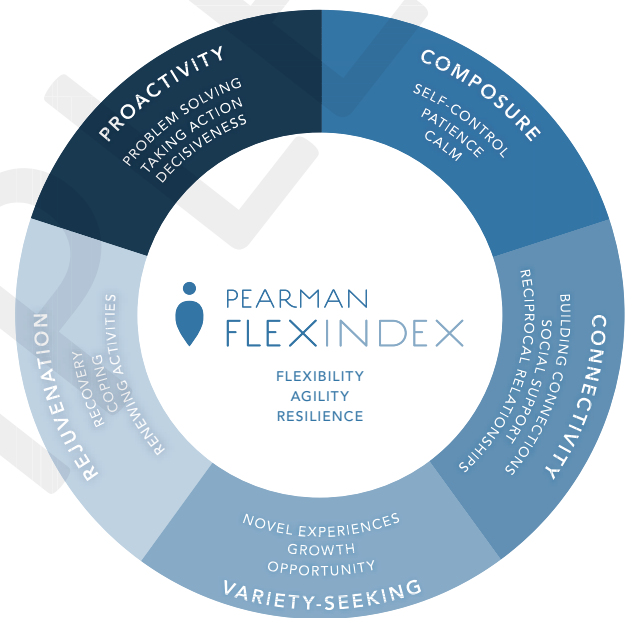 PROACTIVITY
PROBLEM SOLVING
TAKING ACTION
DECISIVENESS
COMPOSURE
SELF-CONTROL
PATIENCE
CALM
CONNECTIVITY
BUILDING CONNECTIONS
SOCIAL SUPPORT
RECIPROCAL RELATIONSHIPS
VARIETY-SEEKING
NOVEL EXPERIENCES
GROWTH
OPPORTUNITY
REJUVENATION
RECOVERY
COPING
RENEWING ACTIVITIES
PEARMAN
FLEXINDEX
FLEXIBILITY
AGILITY
RESILIENCE